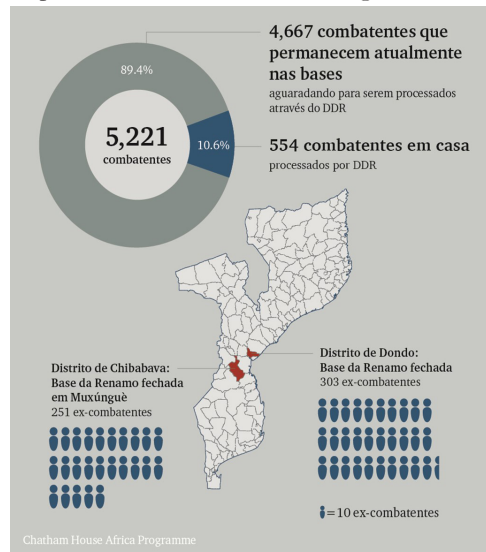 4,667 combatentes que
permanecem atualmente
nas bases
aguaradando para serem processados
através do DDR
89.4%
5,221
combatentes
10.6%
554 combatentes em casa
processados por DDR
Distrito de Chibabava:
Base da Renamo fechada
em Muxúnguè
251 ex-combatentes
Distrito de Dondo:
Base da Renamo fechada
303 ex-combatentes
=10 ex-combatentes
Chatham House Africa Programme